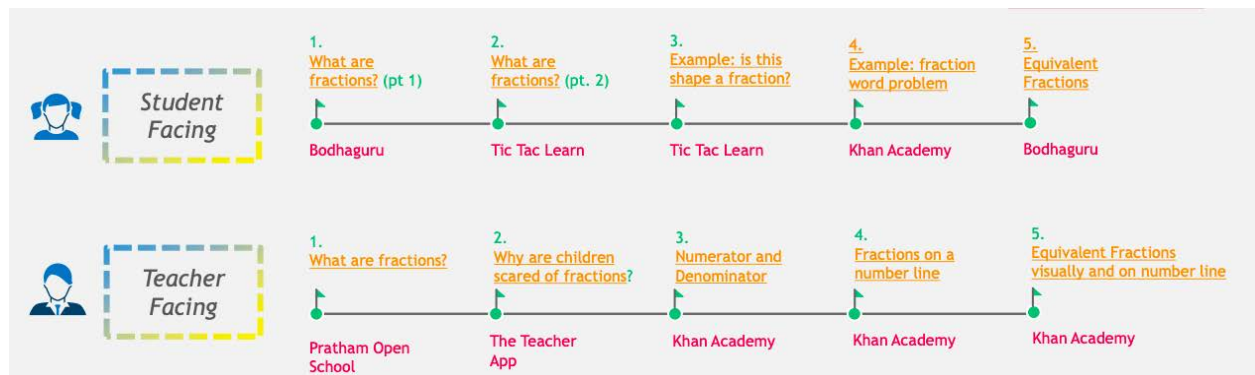 Student
Facing
1.
What are
fractions? (pt 1)
Bodhaguru
2.
What are
fractions? (pt. 2)
Tic Tac Learn
3.
Example: is this
shape a fraction?
Tic Tac Learn
4.
Example: fraction
word problem
Khan Academy
5.
Equivalent
Fractions
Bodhaguru
Teacher
Facing
1.
What are fractions?
Pratham Open
School
2.
Why are children
scared of fractions?
The Teacher
App
3.
Numerator and
Denominator
Khan Academy
4.
Fractions on a
number line
Khan Academy
5.
Equivalent Fractions
visually and on number line
Khan Academy